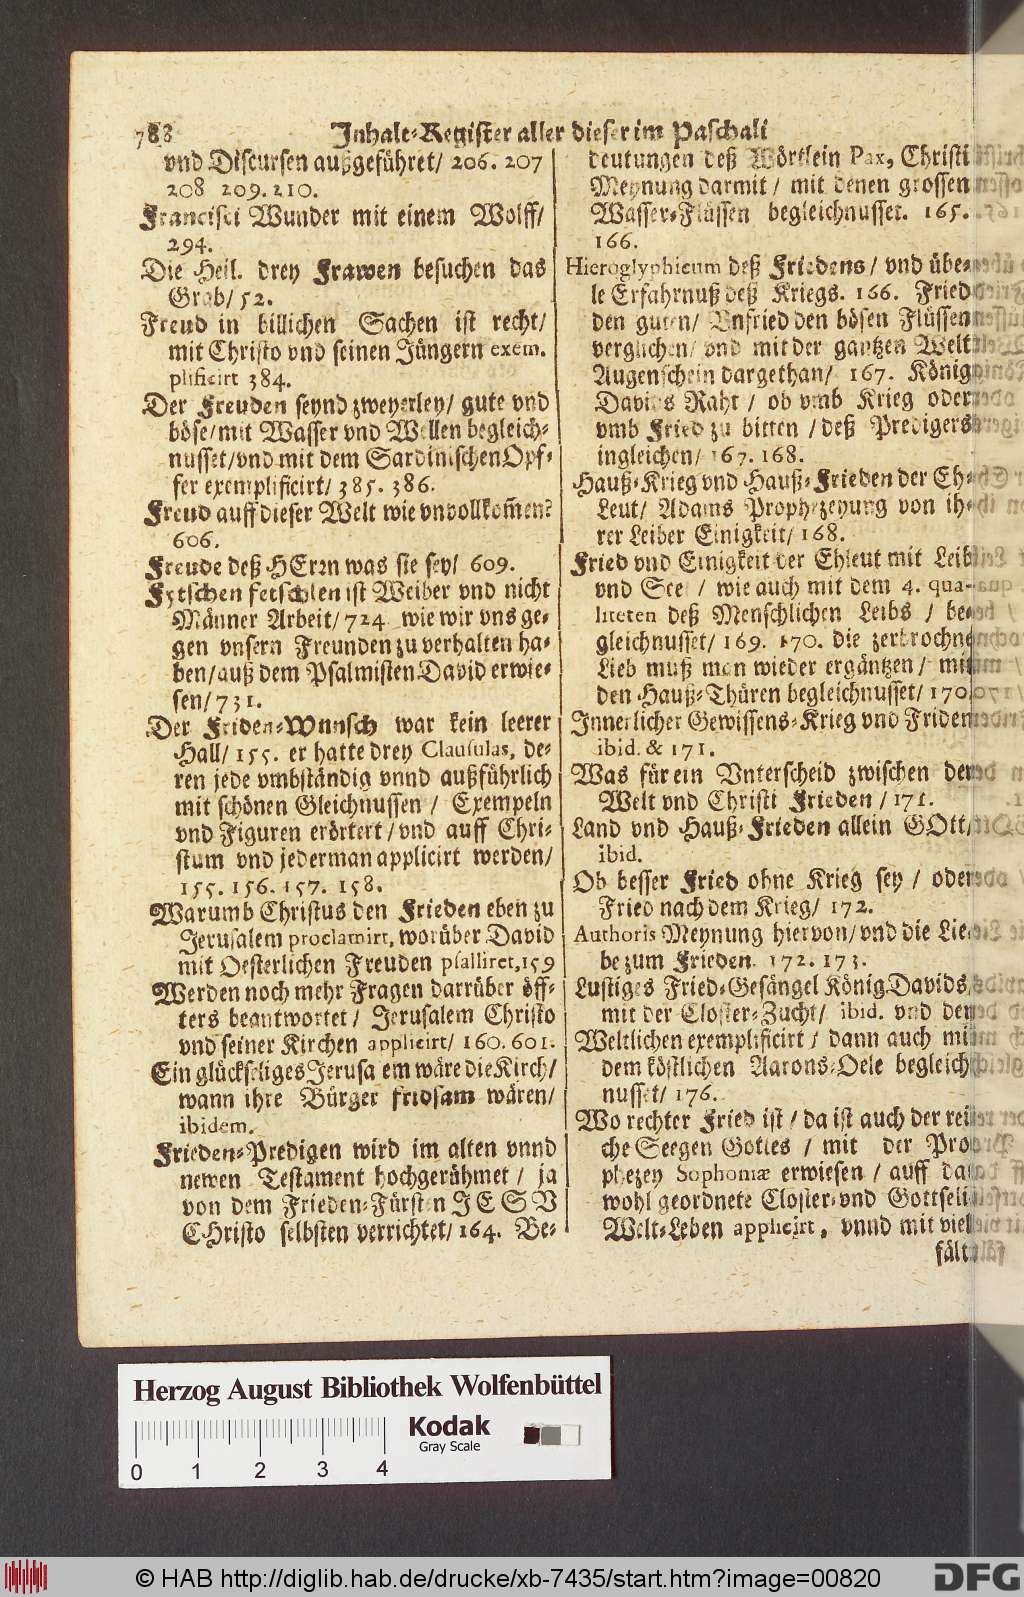 788 Inhalt-Register aller dieser im Paschali
vnd Discursen außgeführet/ 206. 207
208 209. 210.
Francisci Wunder mit einem Wolff/
294.
Die Heil. drey Frawen besuchen das
Grab/ 52.
Freud in billichen Sachen ist recht/
mit Christo vnd seinen Jüngern exem.
plificirt 384.
Der Freuden seynd zweyerley/ gute vnd
böse/ mit Wasser vnd Wellen begleich-
nusset/ vnd mit dem Sardinischen Opf-
fer exemplificirt/ 385. 386.
Freud auff dieser Welt wie vnvollkom̃en?
606.
Freude deß HErrn was sie sey/ 609.
Fytschen fetschlen ist Weiber vnd nicht
Männer Arbeit/ 724 wie wir vns ge-
gen vnsern Freunden zu verhalten ha-
ben/ auß dem Psalmisten David erwie-
sen/ 731.
Der Friden-Wunsch war kein leerer
Hall/ 155. er hatte drey Clausulas, de-
ren jede vmbständig vnnd außführlich
mit schönen Gleichnussen / Exempeln
vnd Figuren erörtert/ vnd auff Chri-
stum vnd jederman applicirt werden/
155. 156. 157. 158.
Warumb Christus den Frieden eben zu
Jerusalem proclamirt, worüber David
mit Oesterlichen Freuden psalliret, 159
Werden noch mehr Fragen darrüber öff-
ters beantwortet/ Jerusalem Christo
vnd seiner Kirchen applicirt/ 160. 601.
Ein glückseliges Jerusalem wäre die Kirch/
wann ihre Bürger fridsam wären/
ibidem.
Frieden-Predigen wird im alten vnnd
newen Testament hochgerühmet / ja
von dem Frieden-Fürsten JESV
CHristo selbsten verrichtet/ 164. Be-
deutungen deß Wörtlein Pax, Christi
Meynung darmit / mit denen grossen
Wasser-Flüssen begleichnusset. 165.
166.
Hieroglyphicum deß Friedens/ vnd übe-
le Erfahrnuß deß Kriegs. 166. Fried
den guten/ Vnfried den bösen Flüssen
verglichen/ vnd mit der gantzen Welt
Augenschein dargethan/ 167. König
Davids Raht / ob vmb Krieg oder
vmb Fried zu bitten / deß Predigers
ingleichen/ 167. 168.
Hauß-Krieg vnd Hauß-Frieden der Eh-
Leut/ Adams Prophezeyung von ih-
rer Leiber Einigkeit/ 168.
Fried vnd Einigkeit der Ehleut mit Leib
vnd Seel / wie auch mit dem 4. qua-
liteten deß Menschlichen Leibs / be-
gleichnusset/ 169. 170. die zerbrochne
Lieb muß man wieder ergäntzen / mit
den Hauß-Thüren begleichnusset/ 170.
Innerlicher Gewissens-Krieg vnd Friden
ibid. & 171.
Was für ein Vnterscheid zwischen der
Welt vnd Christi Frieden / 171.
Land vnd Hauß-Frieden allein GOtt/
ibid.
Ob besser Fried ohne Krieg sey / oder
Fried nach dem Krieg/ 172.
Authoris Meynung hiervon/ vnd die Lie-
be zum Frieden. 172. 173.
Lustiges Fried-Gesängel König Davids,
mit der Closter-Zucht/ ibid. vnd dem
Weltlichen exemplificirt / dann auch mit
dem köstlichen Aarons-Oele begleich
nusset/ 176.
Wo rechter Fried ist / da ist auch der rei
che Seegen Gottes / mit der Pro
phezey Sophoniæ erwiesen / auff das
wohl geordnete Closter- vnd Gottseli
Welt-Leben applicirt, vnnd mit viel
fält
Herzog August Bibliothek Wolfenbüttel
Kodak
Gray Scale
0 1 2 3 4
© HAB http://diglib.hab.de/drucke/xb-7435/start.htm?image=00820
DFG